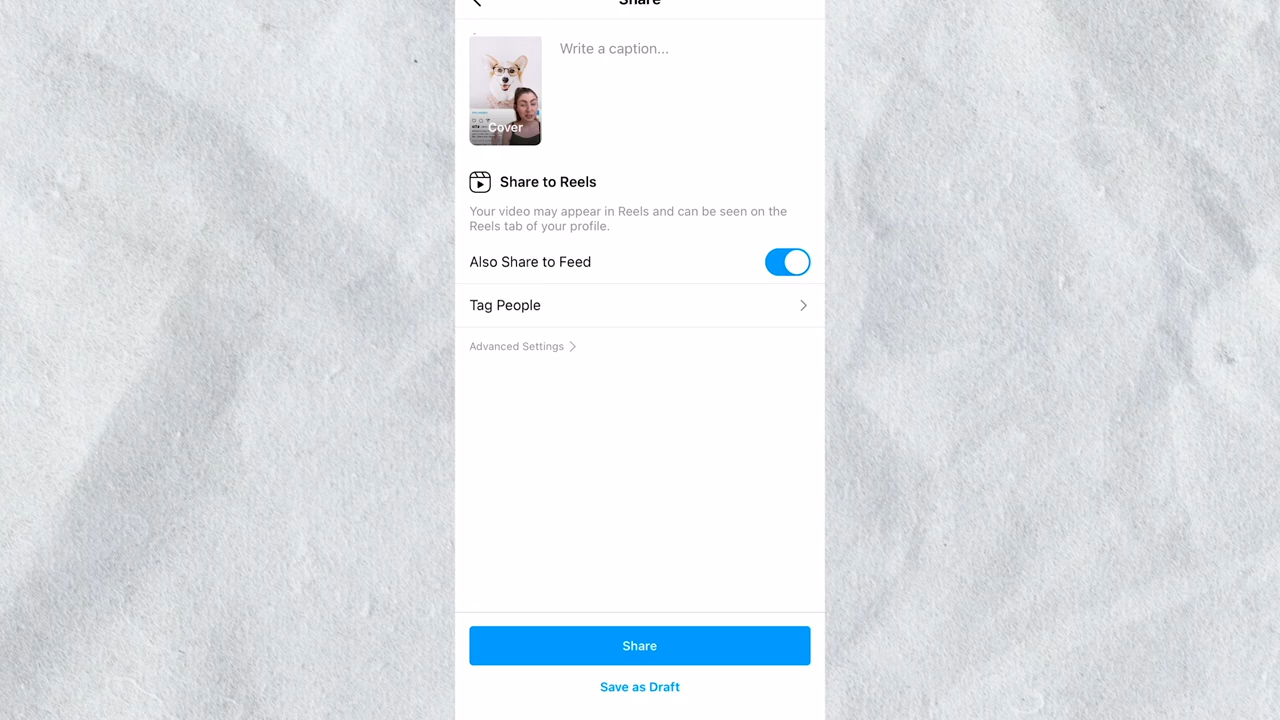 Share
Write a caption...
Cover
Share to Reels
Your video may appear in Reels and can be seen on the
Reels tab of your profile.
Also Share to Feed
Tag People
Advanced Settings
Share
Save as Draft